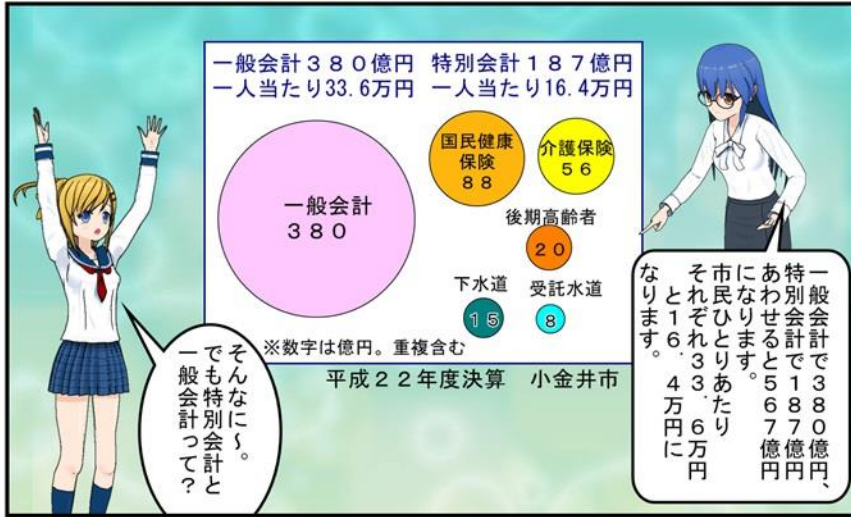 一般会計380億円　特別会計187億円
一人当たり33.6万円　一人当たり16.4万円
一般会計
380
国民健康
保険
88
介護保険
56
後期高齢者
20
下水道
15
受託水道
8
※数字は億円。重複含む
平成22年度決算　小金井市
一般会計で380億円、
特別会計で187億円
あわせると567億円
になります。
市民ひとりあたり
それぞれ33．6万円
と16．4万円に
なります。
そんなに～。
でも特別会計と
一般会計って？